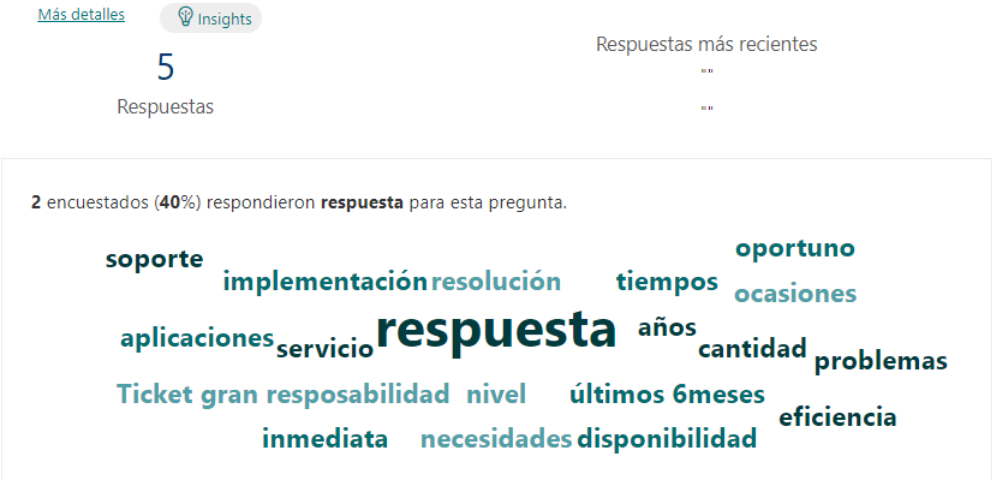 Más detalles
Insights
5
Respuestas
Respuestas más recientes
""
""
2 encuestados (40%) respondieron respuesta para esta pregunta.
soporte
oportuno
implementación resolución tiempos
ocasiones
aplicaciones servicio respuesta años
cantidad problemas
Ticket gran resposabilidad nivel últimos 6meses
eficiencia
inmediata necesidades disponibilidad